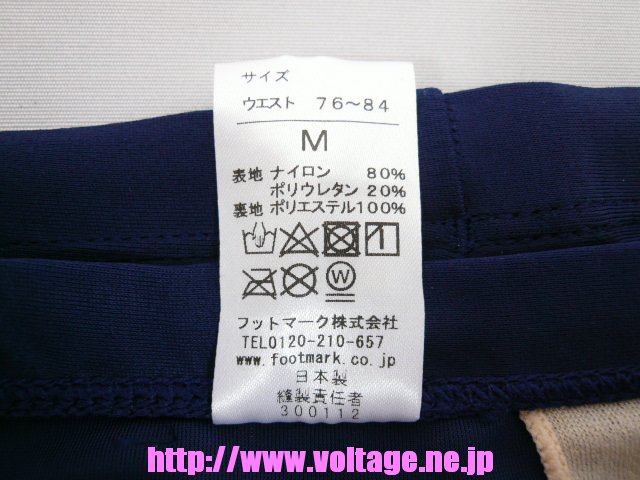 サイズ
ウエスト 76～84
M
表地 ナイロン 80%
ポリウレタン 20%
裏地 ポリエステル100%
W
フットマーク株式会社
TEL0120-210-657
www.footmark.co.jp
日本製
縫製責任者
300112
http://www.voltage.ne.jp